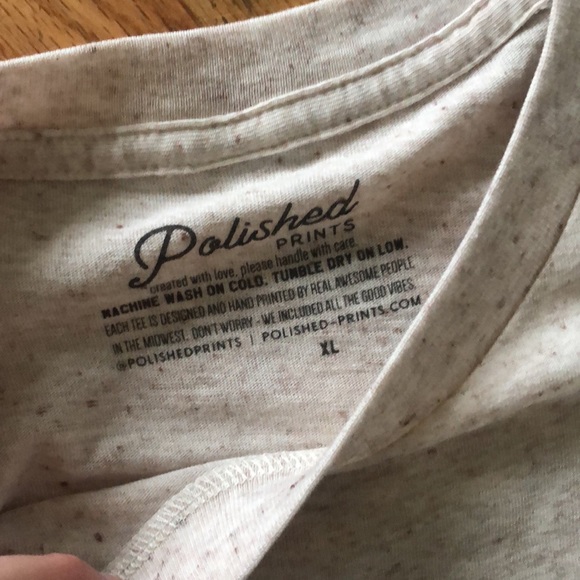 Polished
PRINTS
created with love, please handle with care.
MACHINE WASH ON COLD. TUMBLE DRY ON LOW.
EACH TEE IS DESIGNED AND HAND PRINTED BY REAL AWESOME PEOPLE
IN THE MIDWEST. DON'T WORRY - WE INCLUDED ALL THE GOOD VIBES.
@POLISHEDPRINTS | POLISHED-PRINTS.COM
XL